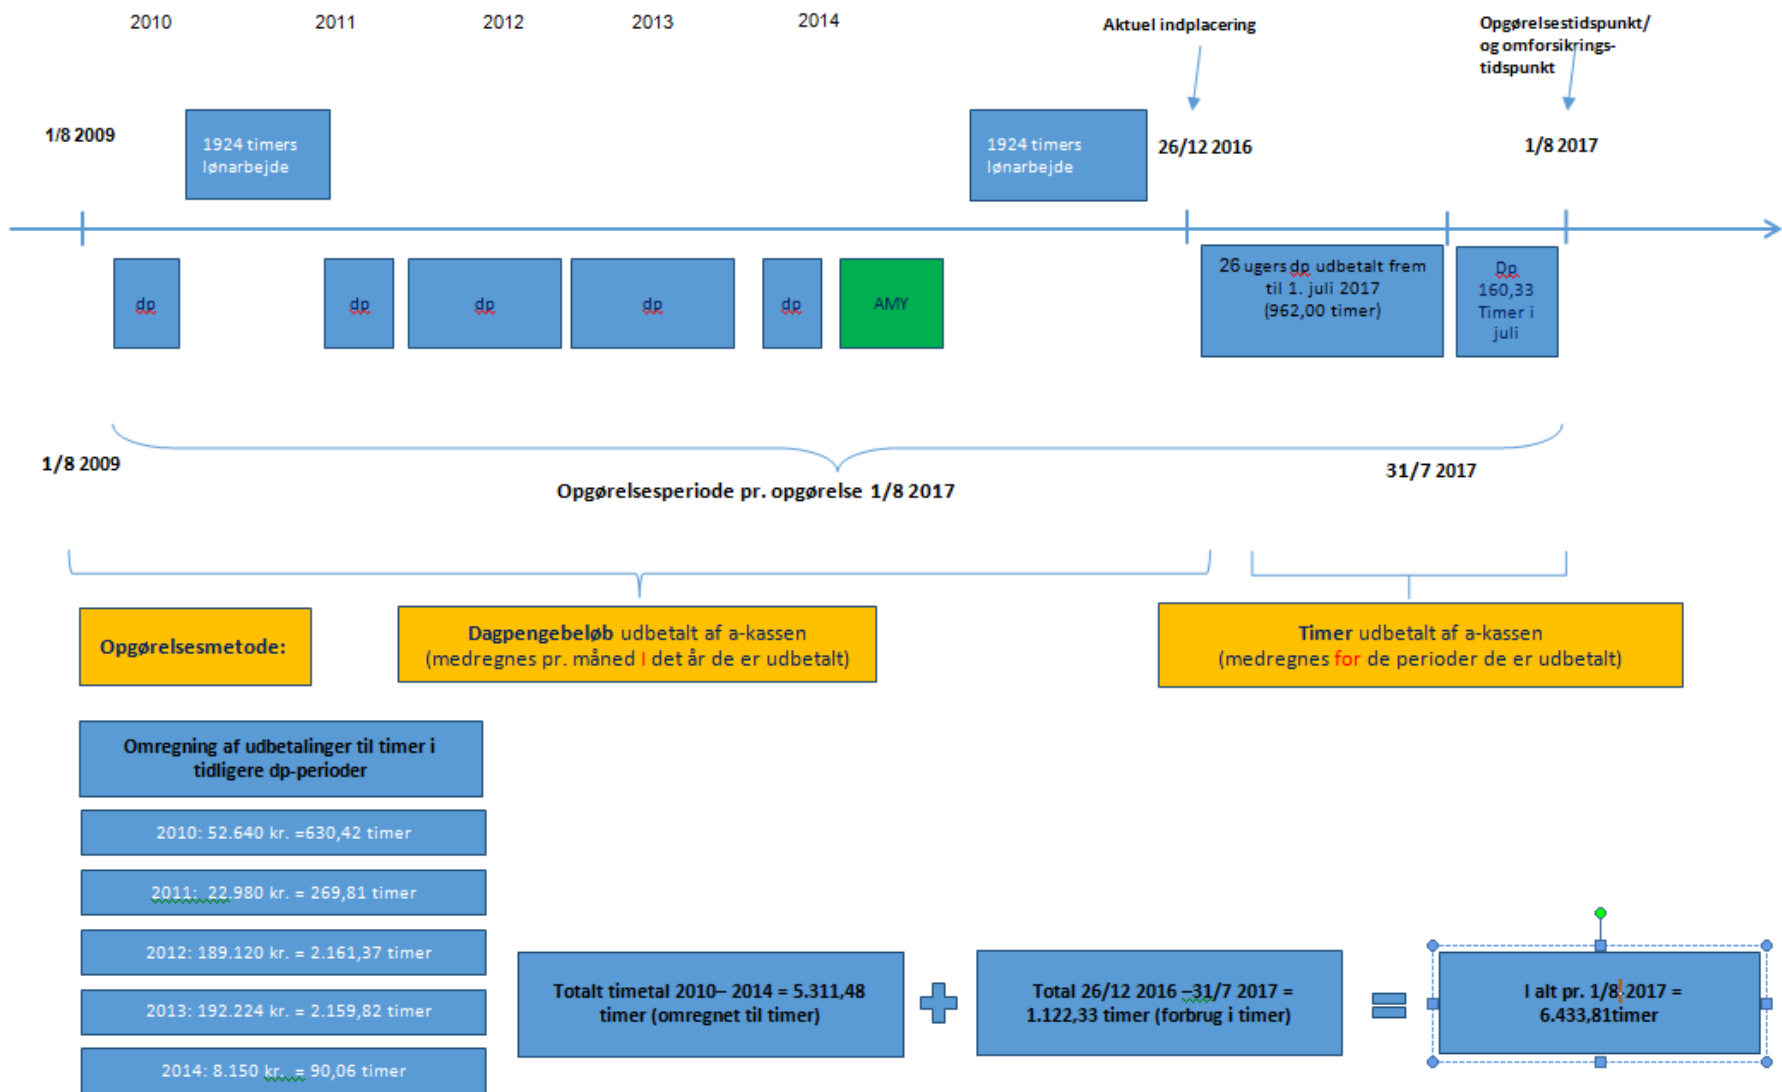 2010 2011 2012 2013 2014
Aktuel indplacering
Opgørelsestidspunkt/
og omforsikrings-
tidspunkt
1/8 2009
1924 timers
lønarbejde
1924 timers
lønarbejde
26/12 2016
1/8 2017
dp
dp
dp
dp
dp
AMY
26 ugers dp udbetalt frem
til 1. juli 2017
(962,00 timer)
Dp
160,33
Timer i
juli
1/8 2009
31/7 2017
Opgørelsesperiode pr. opgørelse 1/8 2017
Opgørelsesmetode:
Dagpengebeløb udbetalt af a-kassen
(medregnes pr. måned I det år de er udbetalt)
Timer udbetalt af a-kassen
(medregnes for de perioder de er udbetalt)
Omregning af udbetalinger til timer i
tidligere dp-perioder
2010: 52.640 kr. =630,42 timer
2011: 22.980 kr. = 269,81 timer
2012: 189.120 kr. = 2.161,37 timer
2013: 192.224 kr. = 2.159,82 timer
2014: 8.150 kr. = 90,06 timer
Totalt timetal 2010– 2014 = 5.311,48
timer (omregnet til timer)
Total 26/12 2016 –31/7 2017 =
1.122,33 timer (forbrug i timer)
I alt pr. 1/8-2017 =
6.433,81timer